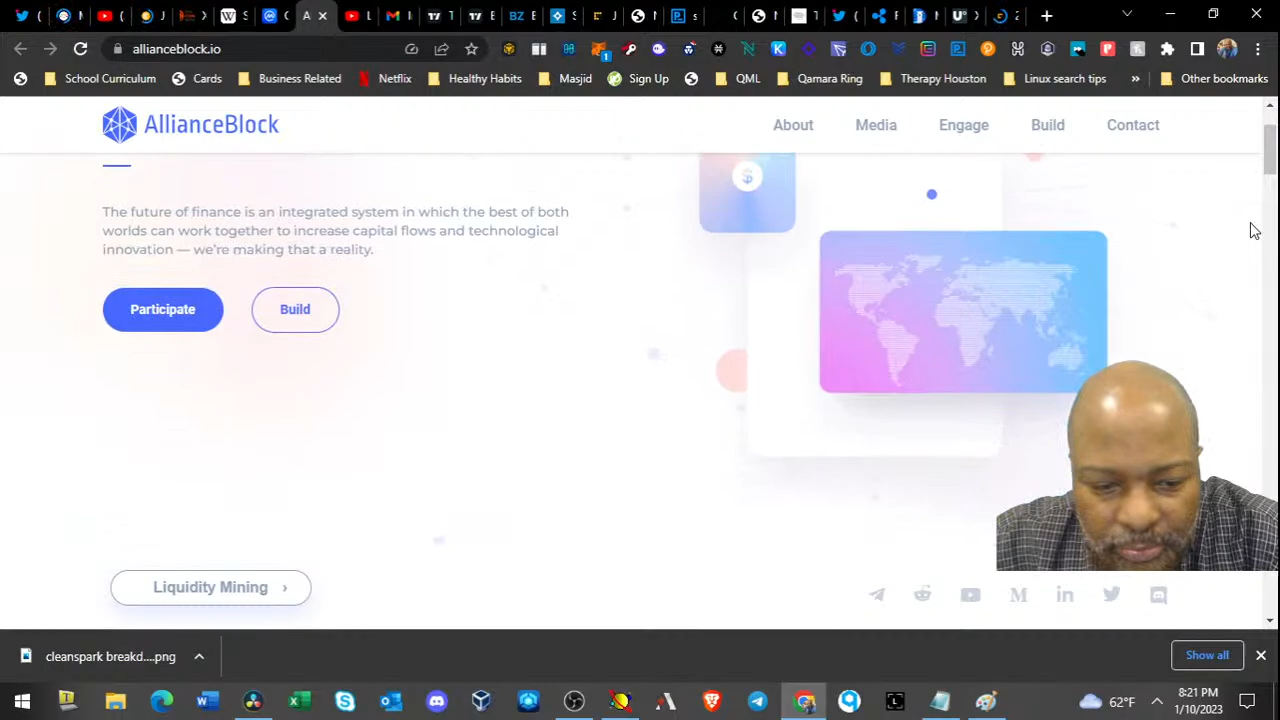 allianceblock.io
1
School Curriculum
Cards
Business Related
Netflix
Healthy Habits
Masjid
Sign Up
QML
Qamara Ring
Therapy Houston
Linux search tips
»
Other bookmarks
AllianceBlock
About
Media
Engage
Build
Contact
The future of finance is an integrated system in which the best of both
worlds can work together to increase capital flows and technological
innovation — we're making that a reality.
Participate
Build
$
Liquidity Mining ›
cleanspark breakd....png
Show all
62°F
8:21 PM
1/10/2023